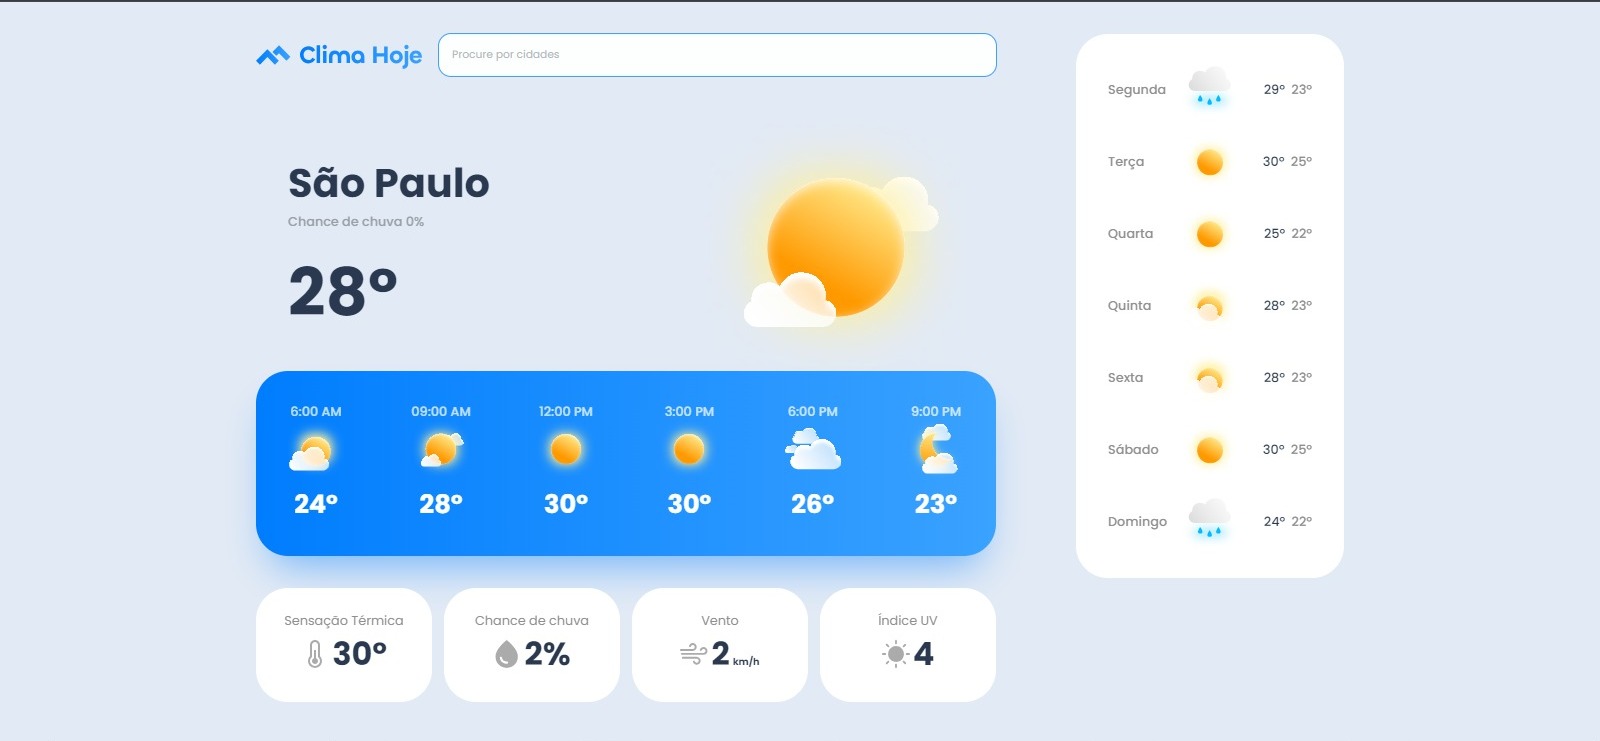 Clima Hoje
Procure por cidades
São Paulo
Chance de chuva 0%
28°
6:00 AM 09:00 AM 12:00 PM 3:00 PM 6:00 PM 9:00 PM
24° 28° 30° 30° 26° 23°
Sensação Térmica
30°
Chance de chuva
2%
Vento
2 km/h
Índice UV
4
Segunda 29° 23°
Terça 30° 25°
Quarta 25° 22°
Quinta 28° 23°
Sexta 28° 23°
Sábado 30° 25°
Domingo 24° 22°